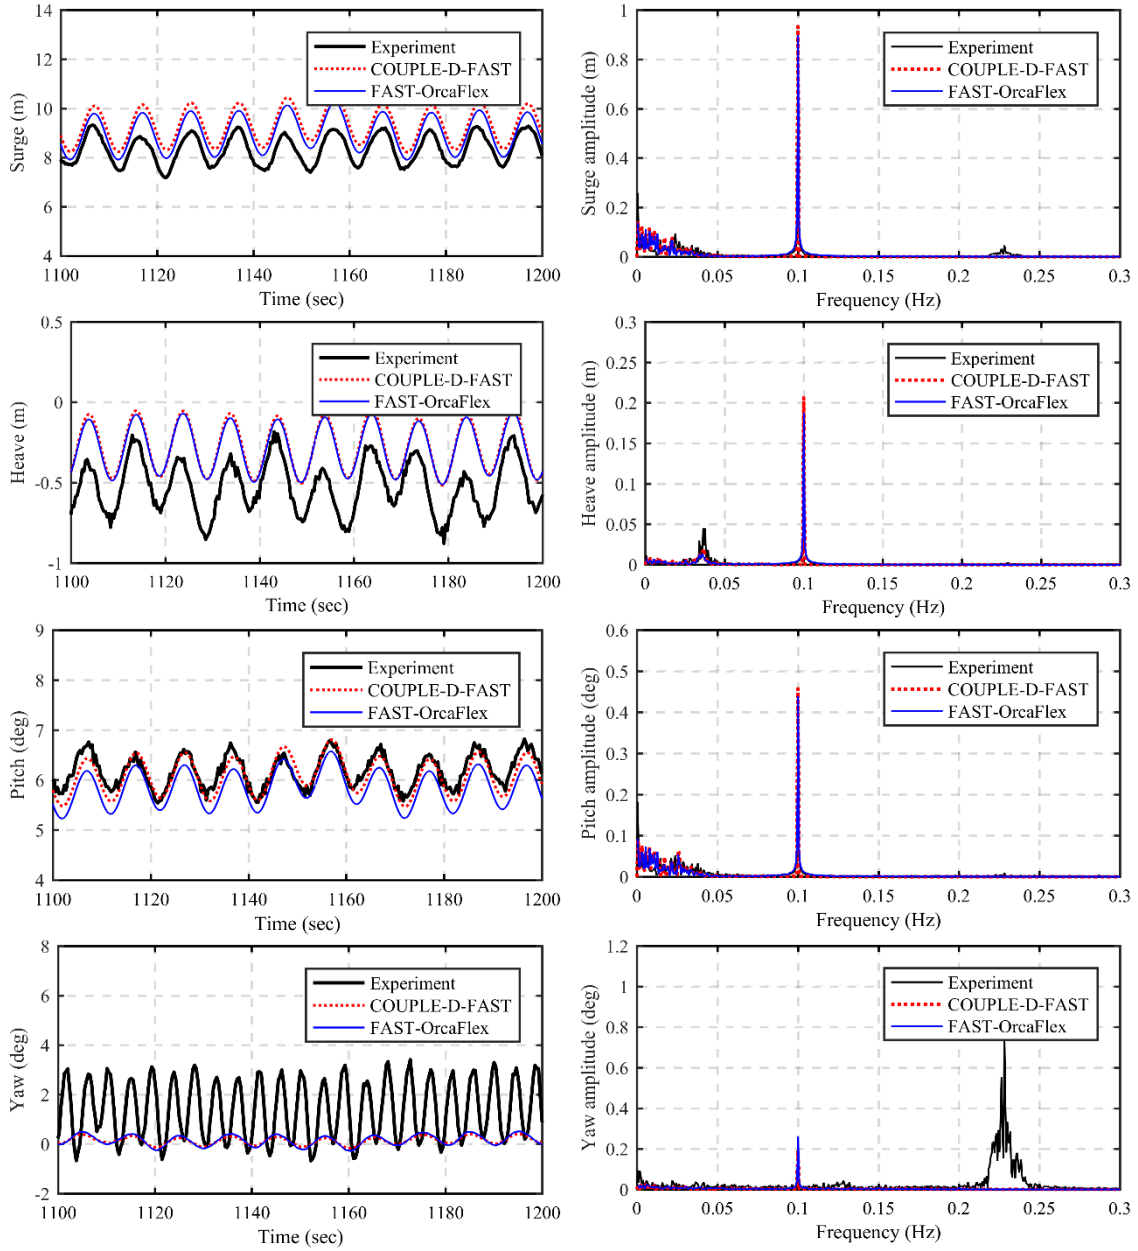 14
12
10
8
6
4
Surge (m)
Experiment
COUPLE-D-FAST
FAST-OrcaFlex
1100 1120 1140 1160 1180 1200
Time (sec)
1
0.8
0.6
0.4
0.2
0
Surge amplitude (m)
Experiment
COUPLE-D-FAST
FAST-OrcaFlex
0 0.05 0.1 0.15 0.2 0.25 0.3
Frequency (Hz)
0.5
0
-0.5
-1
Heave (m)
Experiment
COUPLE-D-FAST
FAST-OrcaFlex
1100 1120 1140 1160 1180 1200
Time (sec)
0.3
0.25
0.2
0.15
0.1
0.05
0
Heave amplitude (m)
Experiment
COUPLE-D-FAST
FAST-OrcaFlex
0 0.05 0.1 0.15 0.2 0.25 0.3
Frequency (Hz)
9
8
7
6
5
4
Pitch (deg)
Experiment
COUPLE-D-FAST
FAST-OrcaFlex
1100 1120 1140 1160 1180 1200
Time (sec)
0.6
0.5
0.4
0.3
0.2
0.1
0
Pitch amplitude (deg)
Experiment
COUPLE-D-FAST
FAST-OrcaFlex
0 0.05 0.1 0.15 0.2 0.25 0.3
Frequency (Hz)
8
6
4
2
0
-2
Yaw (deg)
Experiment
COUPLE-D-FAST
FAST-OrcaFlex
1100 1120 1140 1160 1180 1200
Time (sec)
1.2
1
0.8
0.6
0.4
0.2
0
Yaw amplitude (deg)
Experiment
COUPLE-D-FAST
FAST-OrcaFlex
0 0.05 0.1 0.15 0.2 0.25 0.3
Frequency (Hz)